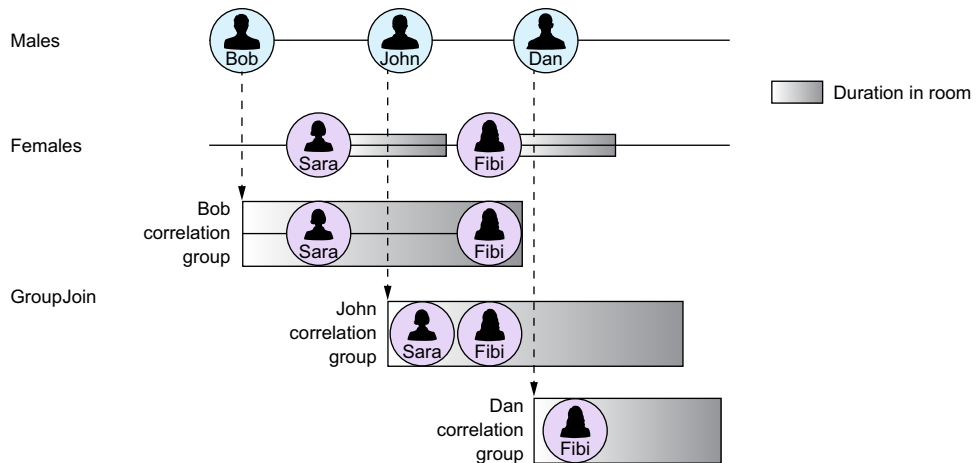 Males
Bob
John
Dan
Duration in room
Females
Sara
Fibi
Bob
correlation
group
Sara
Fibi
GroupJoin
John
correlation
group
Sara
Fibi
Dan
correlation
group
Fibi